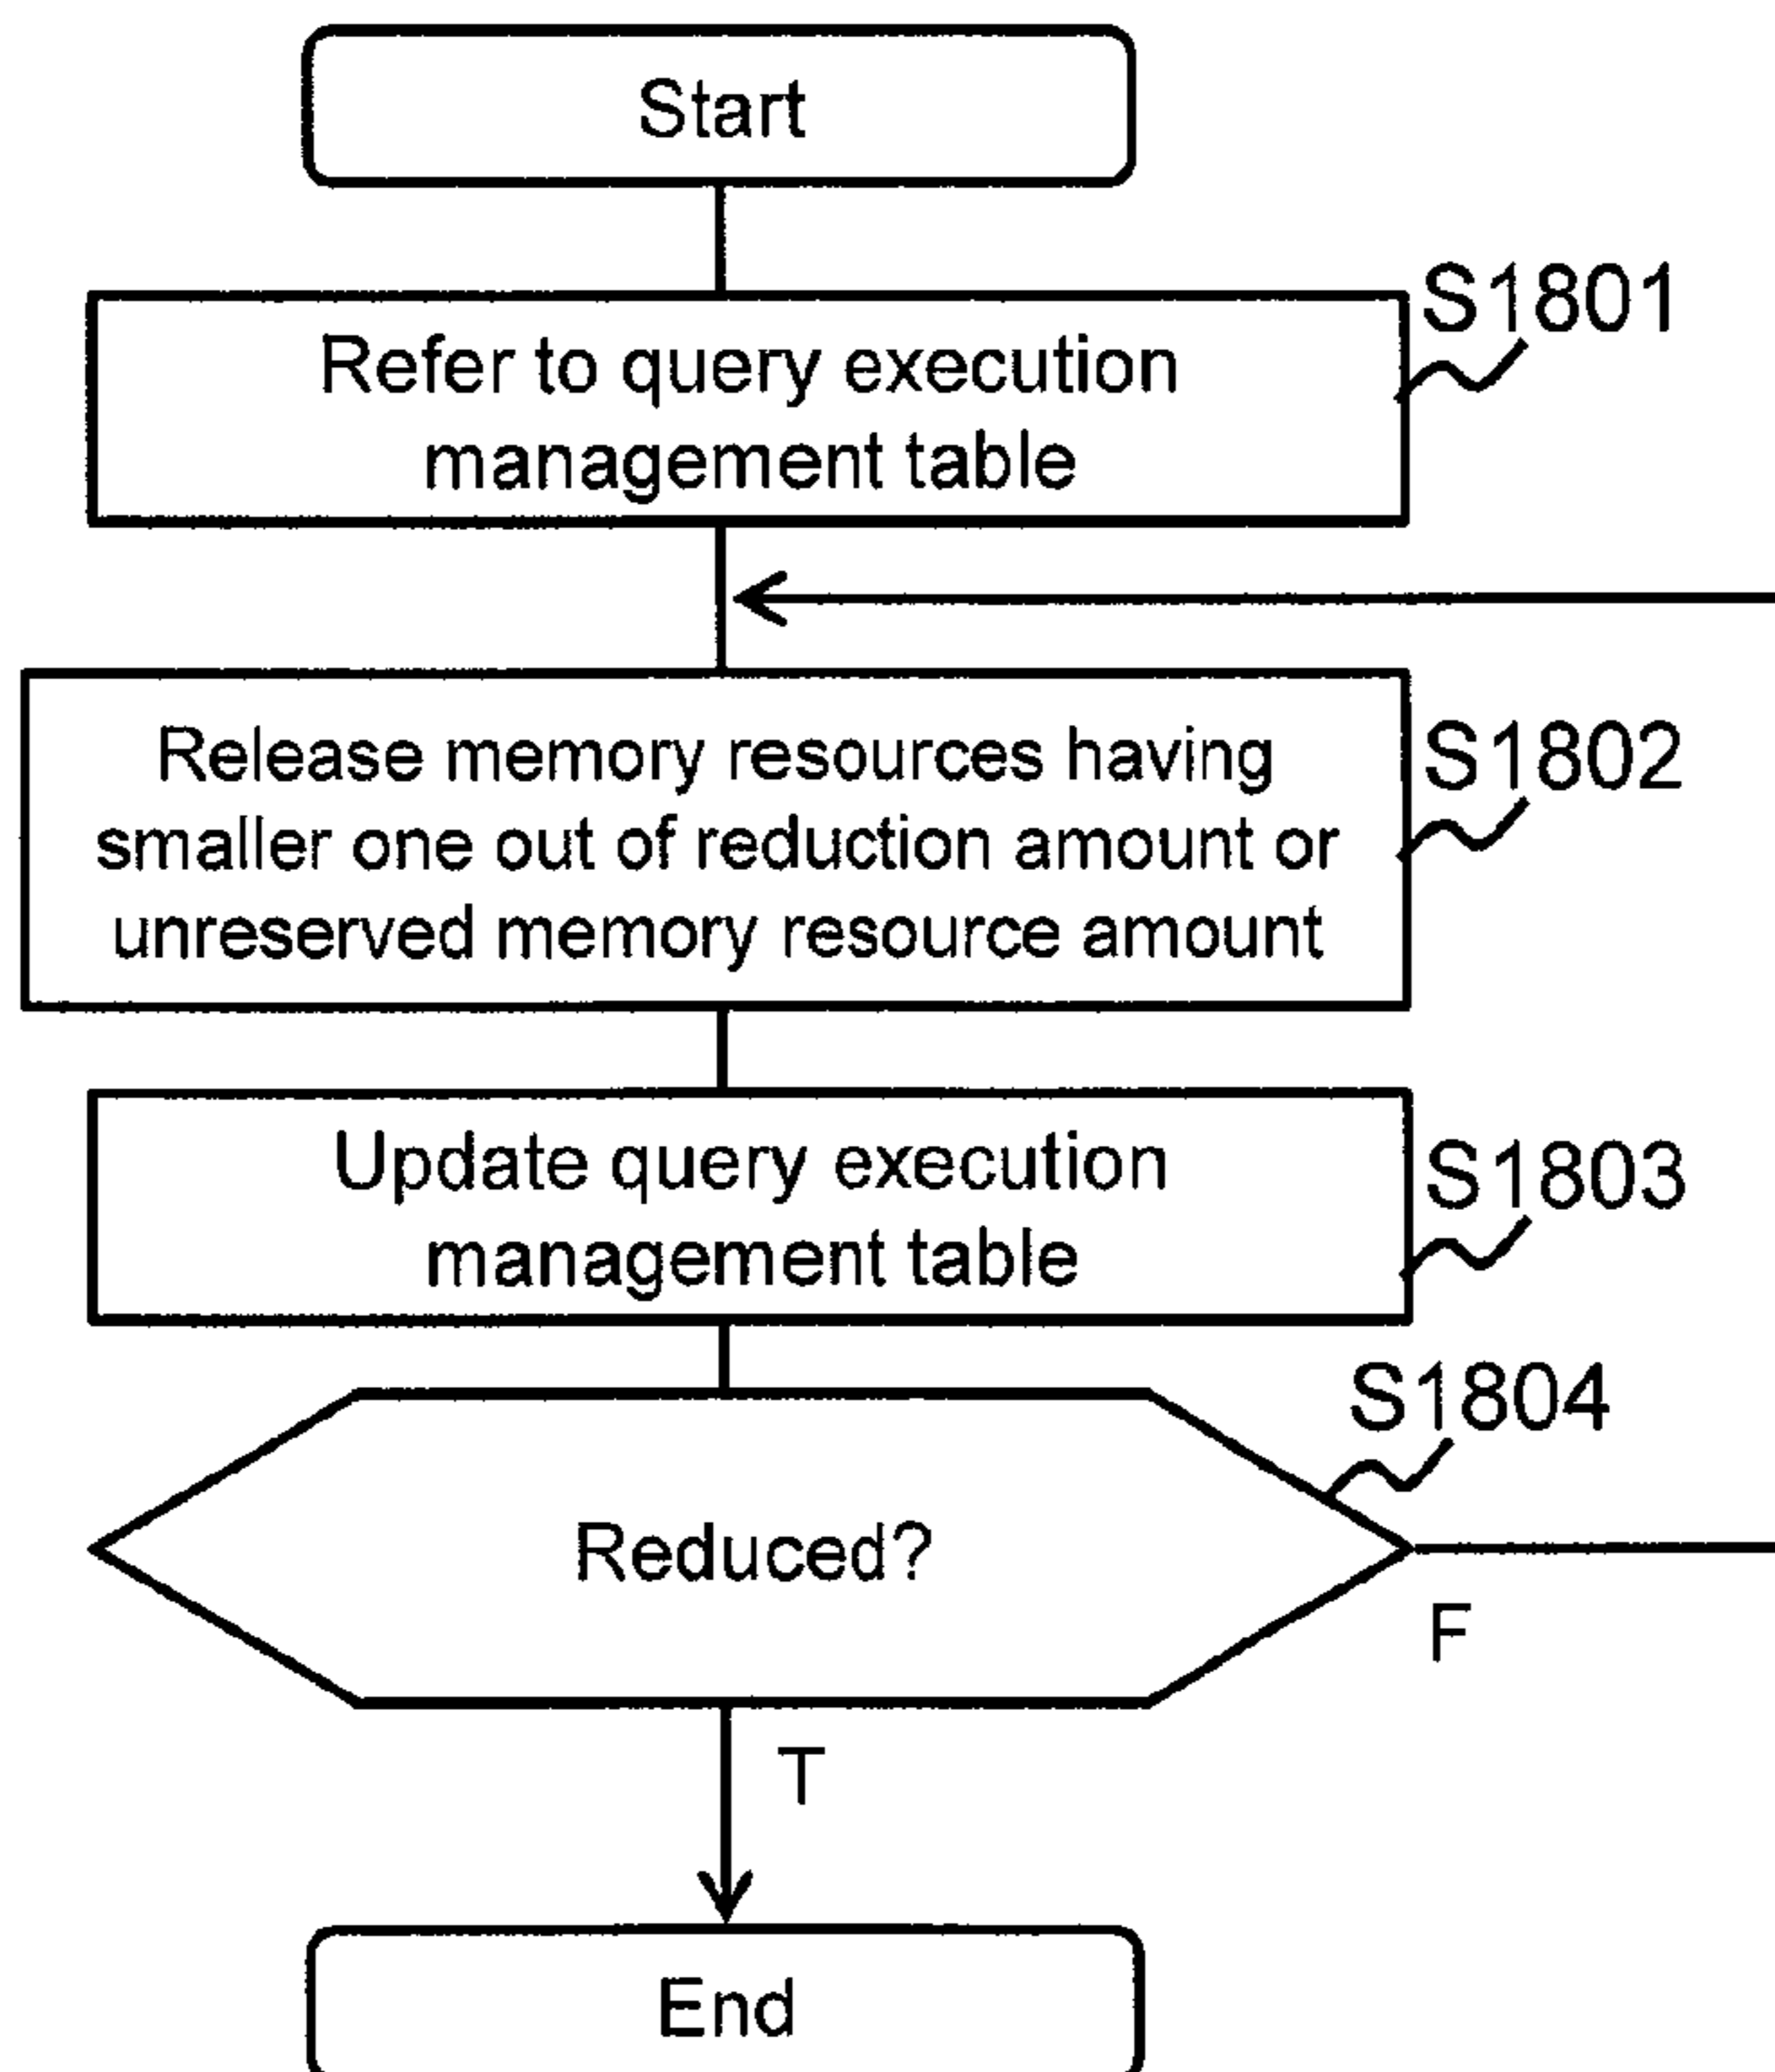 Start
S1801
Refer to query execution
management table
S1802
Release memory resources having
smaller one out of reduction amount or
unreserved memory resource amount
S1803
Update query execution
management table
S1804
Reduced?
F
T
End